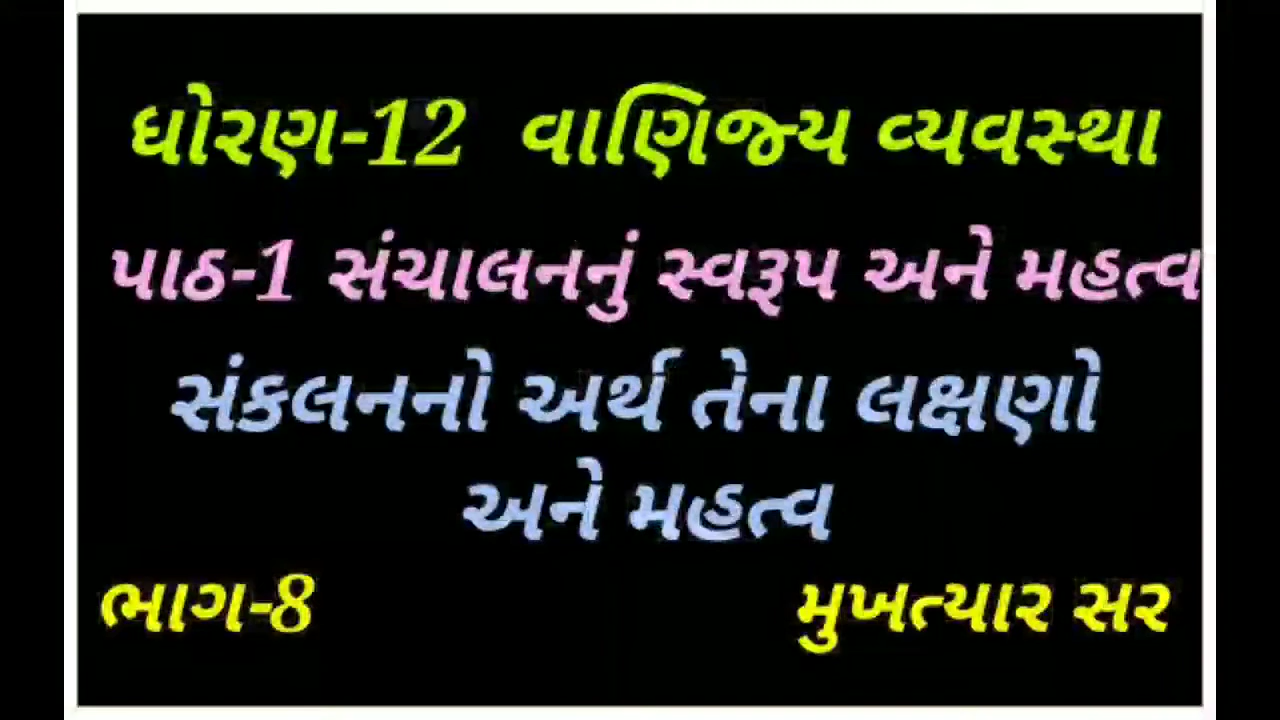 ધોરણ-12 વાણિજ્ય વ્યવસ્થા
પાઠ-1 સંચાલનનું સ્વરૂપ અને મહત્વ
સંકલનનો અર્થ તેના લક્ષણો
અને મહત્વ
ભાગ-8 મુખત્યાર સર